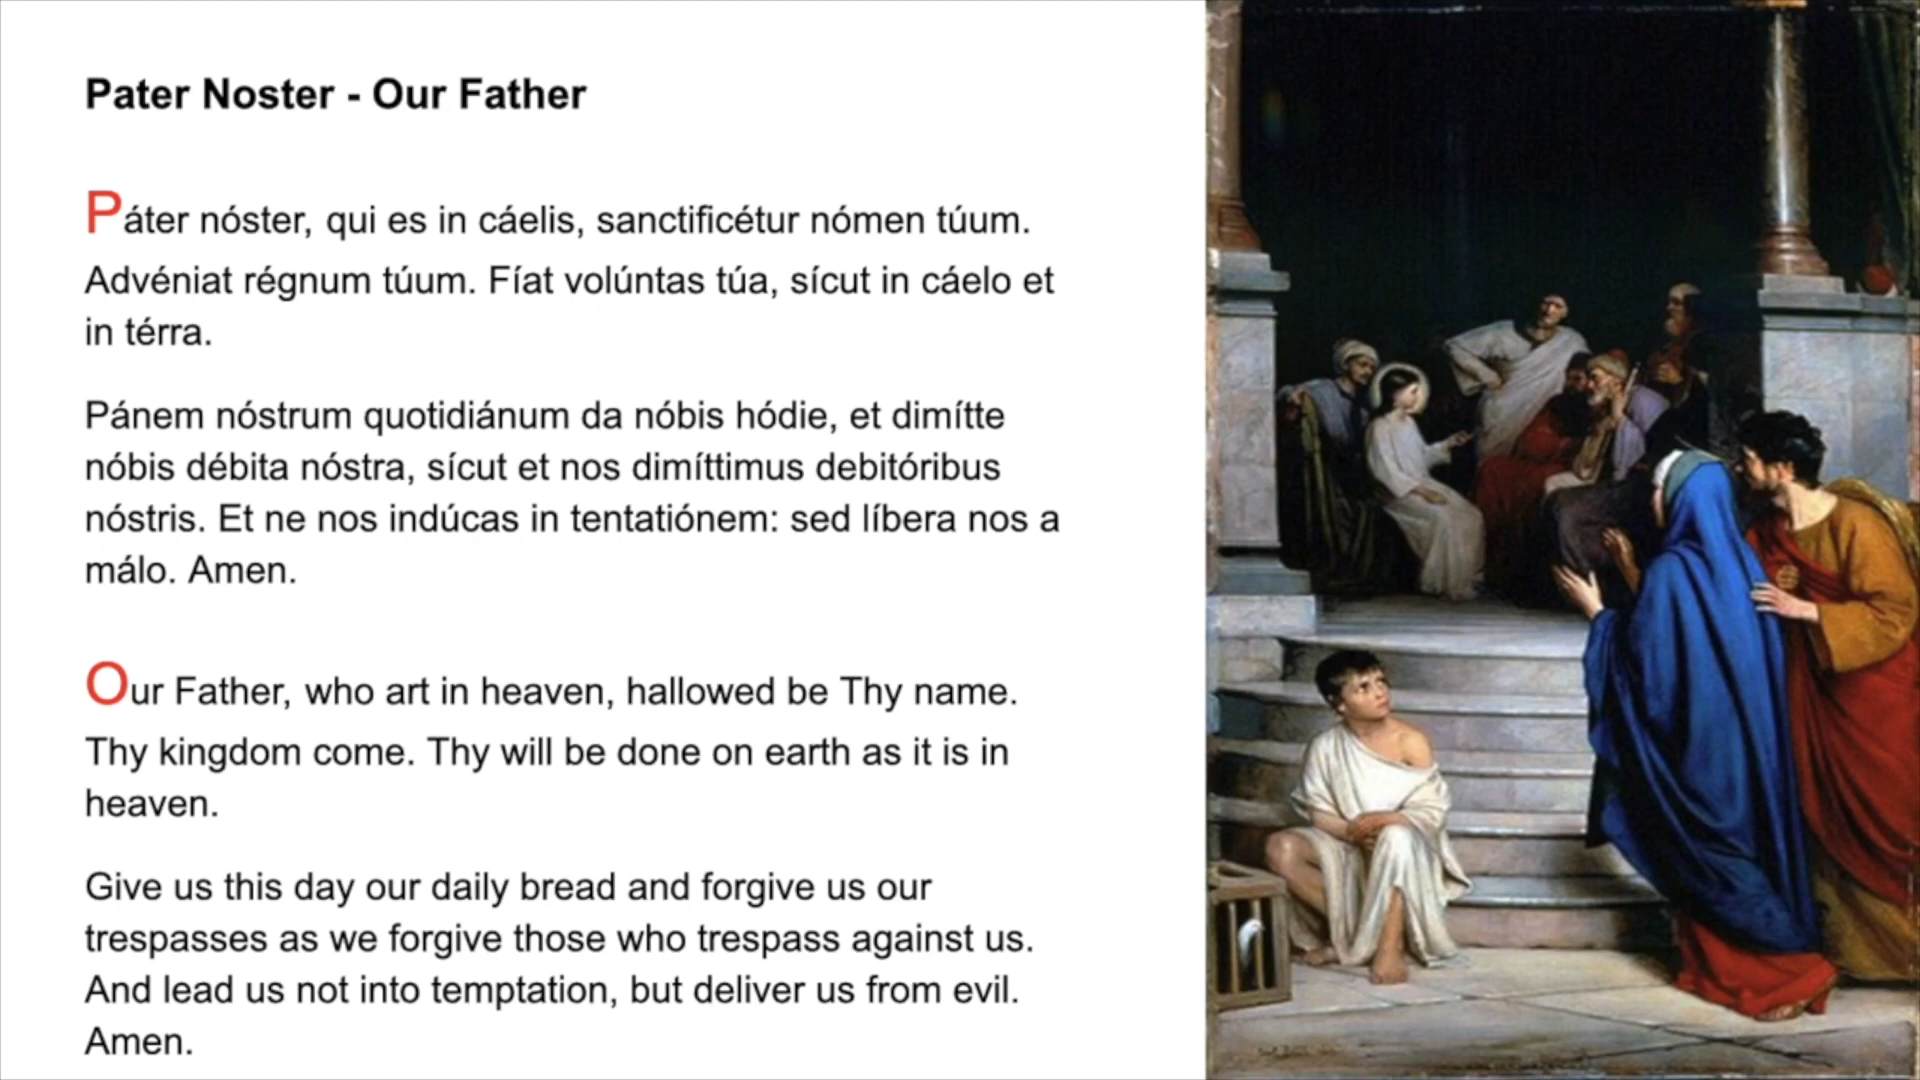 Pater Noster - Our Father
Páter nóster, qui es in cáelis, sanctificétur nómen túum.
Advéniat régnum túum. Fíat volúntas túa, sícut in cáelo et
in térra.
Pánem nóstrum quotidiánum da nóbis hódie, et dimítte
nóbis débita nóstra, sícut et nos dimíttimus debitóribus
nóstris. Et ne nos indúcas in tentatiónem: sed líbera nos a
málo. Amen.
Our Father, who art in heaven, hallowed be Thy name.
Thy kingdom come. Thy will be done on earth as it is in
heaven.
Give us this day our daily bread and forgive us our
trespasses as we forgive those who trespass against us.
And lead us not into temptation, but deliver us from evil.
Amen.